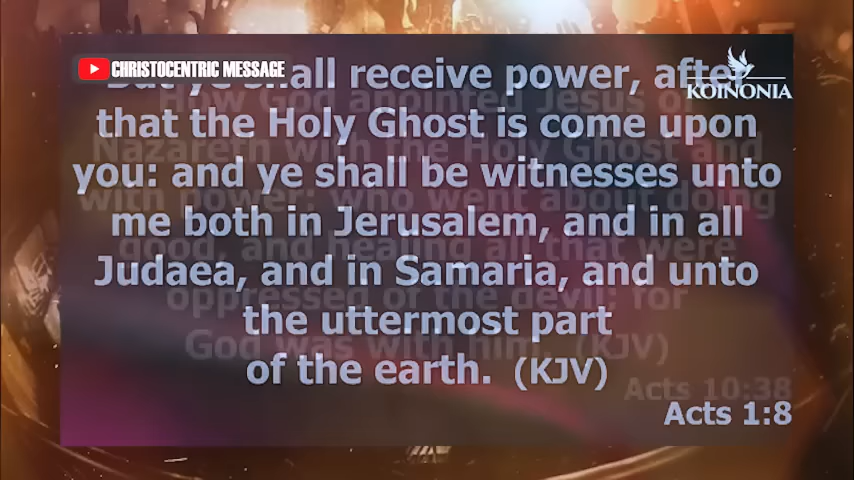 CHRISTOCENTRIC MESSAGE
KOINONIA
But ye shall receive power, after
that the Holy Ghost is come upon
you: and ye shall be witnesses unto
me both in Jerusalem, and in all
Judaea, and in Samaria, and unto
the uttermost part
of the earth. (KJV)
Acts 1:8
How God anointed Jesus of
Nazareth with the Holy Ghost and
with power: who went about doing
good, and healing all that were
oppressed of the devil; for
God was with him. (KJV)
Acts 10:38